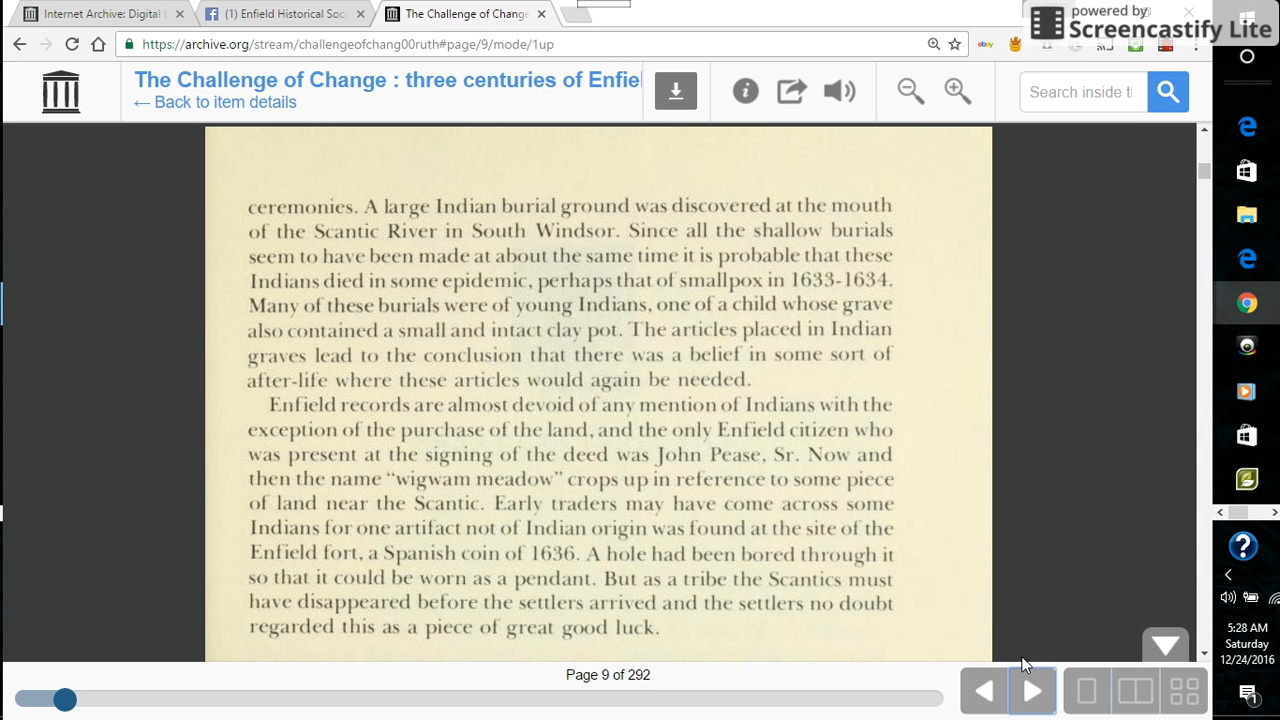 Internet Archive: Digital
(1) Enfield Historical Soc
The Challenge of Change
powered by
Screencastify Lite
https://archive.org/stream/challengeofchang00ruth#page/9/mode/1up
ebay
The Challenge of Change : three centuries of Enfie
← Back to item details
Search inside t
ceremonies. A large Indian burial ground was discovered at the mouth
of the Scantic River in South Windsor. Since all the shallow burials
seem to have been made at about the same time it is probable that these
Indians died in some epidemic, perhaps that of smallpox in 1633-1634.
Many of these burials were of young Indians, one of a child whose grave
also contained a small and intact clay pot. The articles placed in Indian
graves lead to the conclusion that there was a belief in some sort of
after-life where these articles would again be needed.
Enfield records are almost devoid of any mention of Indians with the
exception of the purchase of the land, and the only Enfield citizen who
was present at the signing of the deed was John Pease, Sr. Now and
then the name “wigwam meadow” crops up in reference to some piece
of land near the Scantic. Early traders may have come across some
Indians for one artifact not of Indian origin was found at the site of the
Enfield fort, a Spanish coin of 1636. A hole had been bored through it
so that it could be worn as a pendant. But as a tribe the Scantics must
have disappeared before the settlers arrived and the settlers no doubt
regarded this as a piece of great good luck.
Page 9 of 292
5:28 AM
Saturday
12/24/2016
1